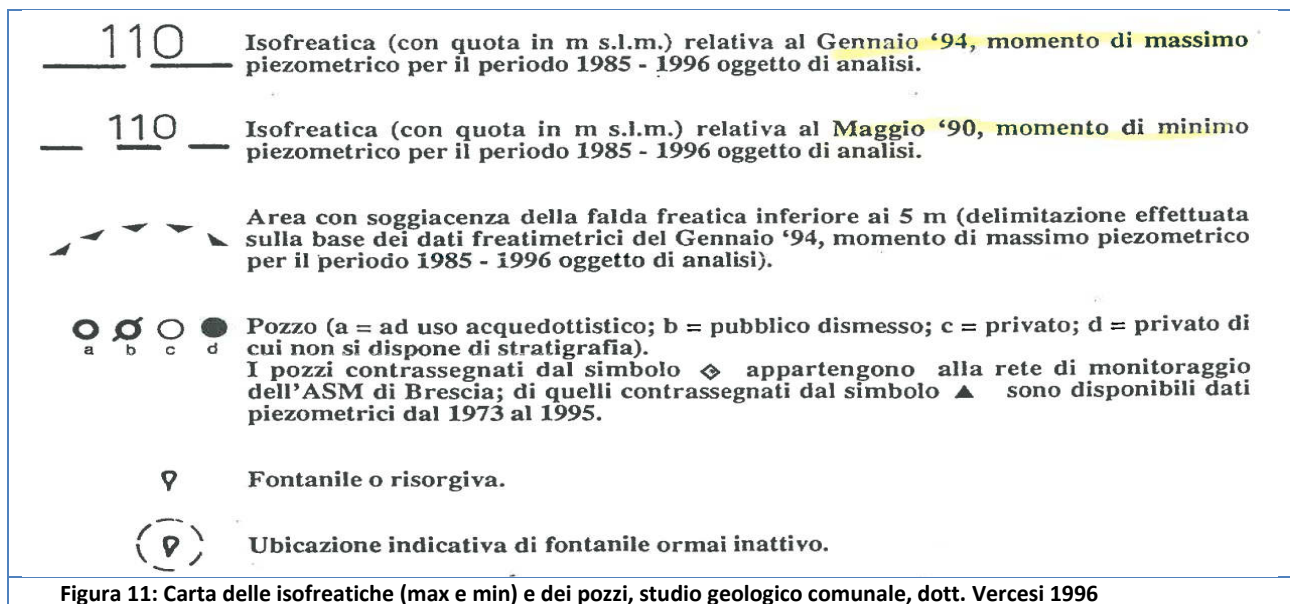 110
Isofreatica (con quota in m s.l.m.) relativa al Gennaio ‘94, momento di massimo
piezometrico per il periodo 1985 - 1996 oggetto di analisi.
110
Isofreatica (con quota in m s.l.m.) relativa al Maggio ‘90, momento di minimo
piezometrico per il periodo 1985 - 1996 oggetto di analisi.
Area con soggiacenza della falda freatica inferiore ai 5 m (delimitazione effettuata
sulla base dei dati freatimetrici del Gennaio ‘94, momento di massimo piezometrico
per il periodo 1985 - 1996 oggetto di analisi).
a b c d
Pozzo (a = ad uso acquedottistico; b = pubblico dismesso; c = privato; d = privato di
cui non si dispone di stratigrafia).
I pozzi contrassegnati dal simbolo appartengono alla rete di monitoraggio
dell’ASM di Brescia; di quelli contrassegnati dal simbolo ▲ sono disponibili dati
piezometrici dal 1973 al 1995.
Fontanile o risorgiva.
Ubicazione indicativa di fontanile ormai inattivo.
Figura 11: Carta delle isofreatiche (max e min) e dei pozzi, studio geologico comunale, dott. Vercesi 1996